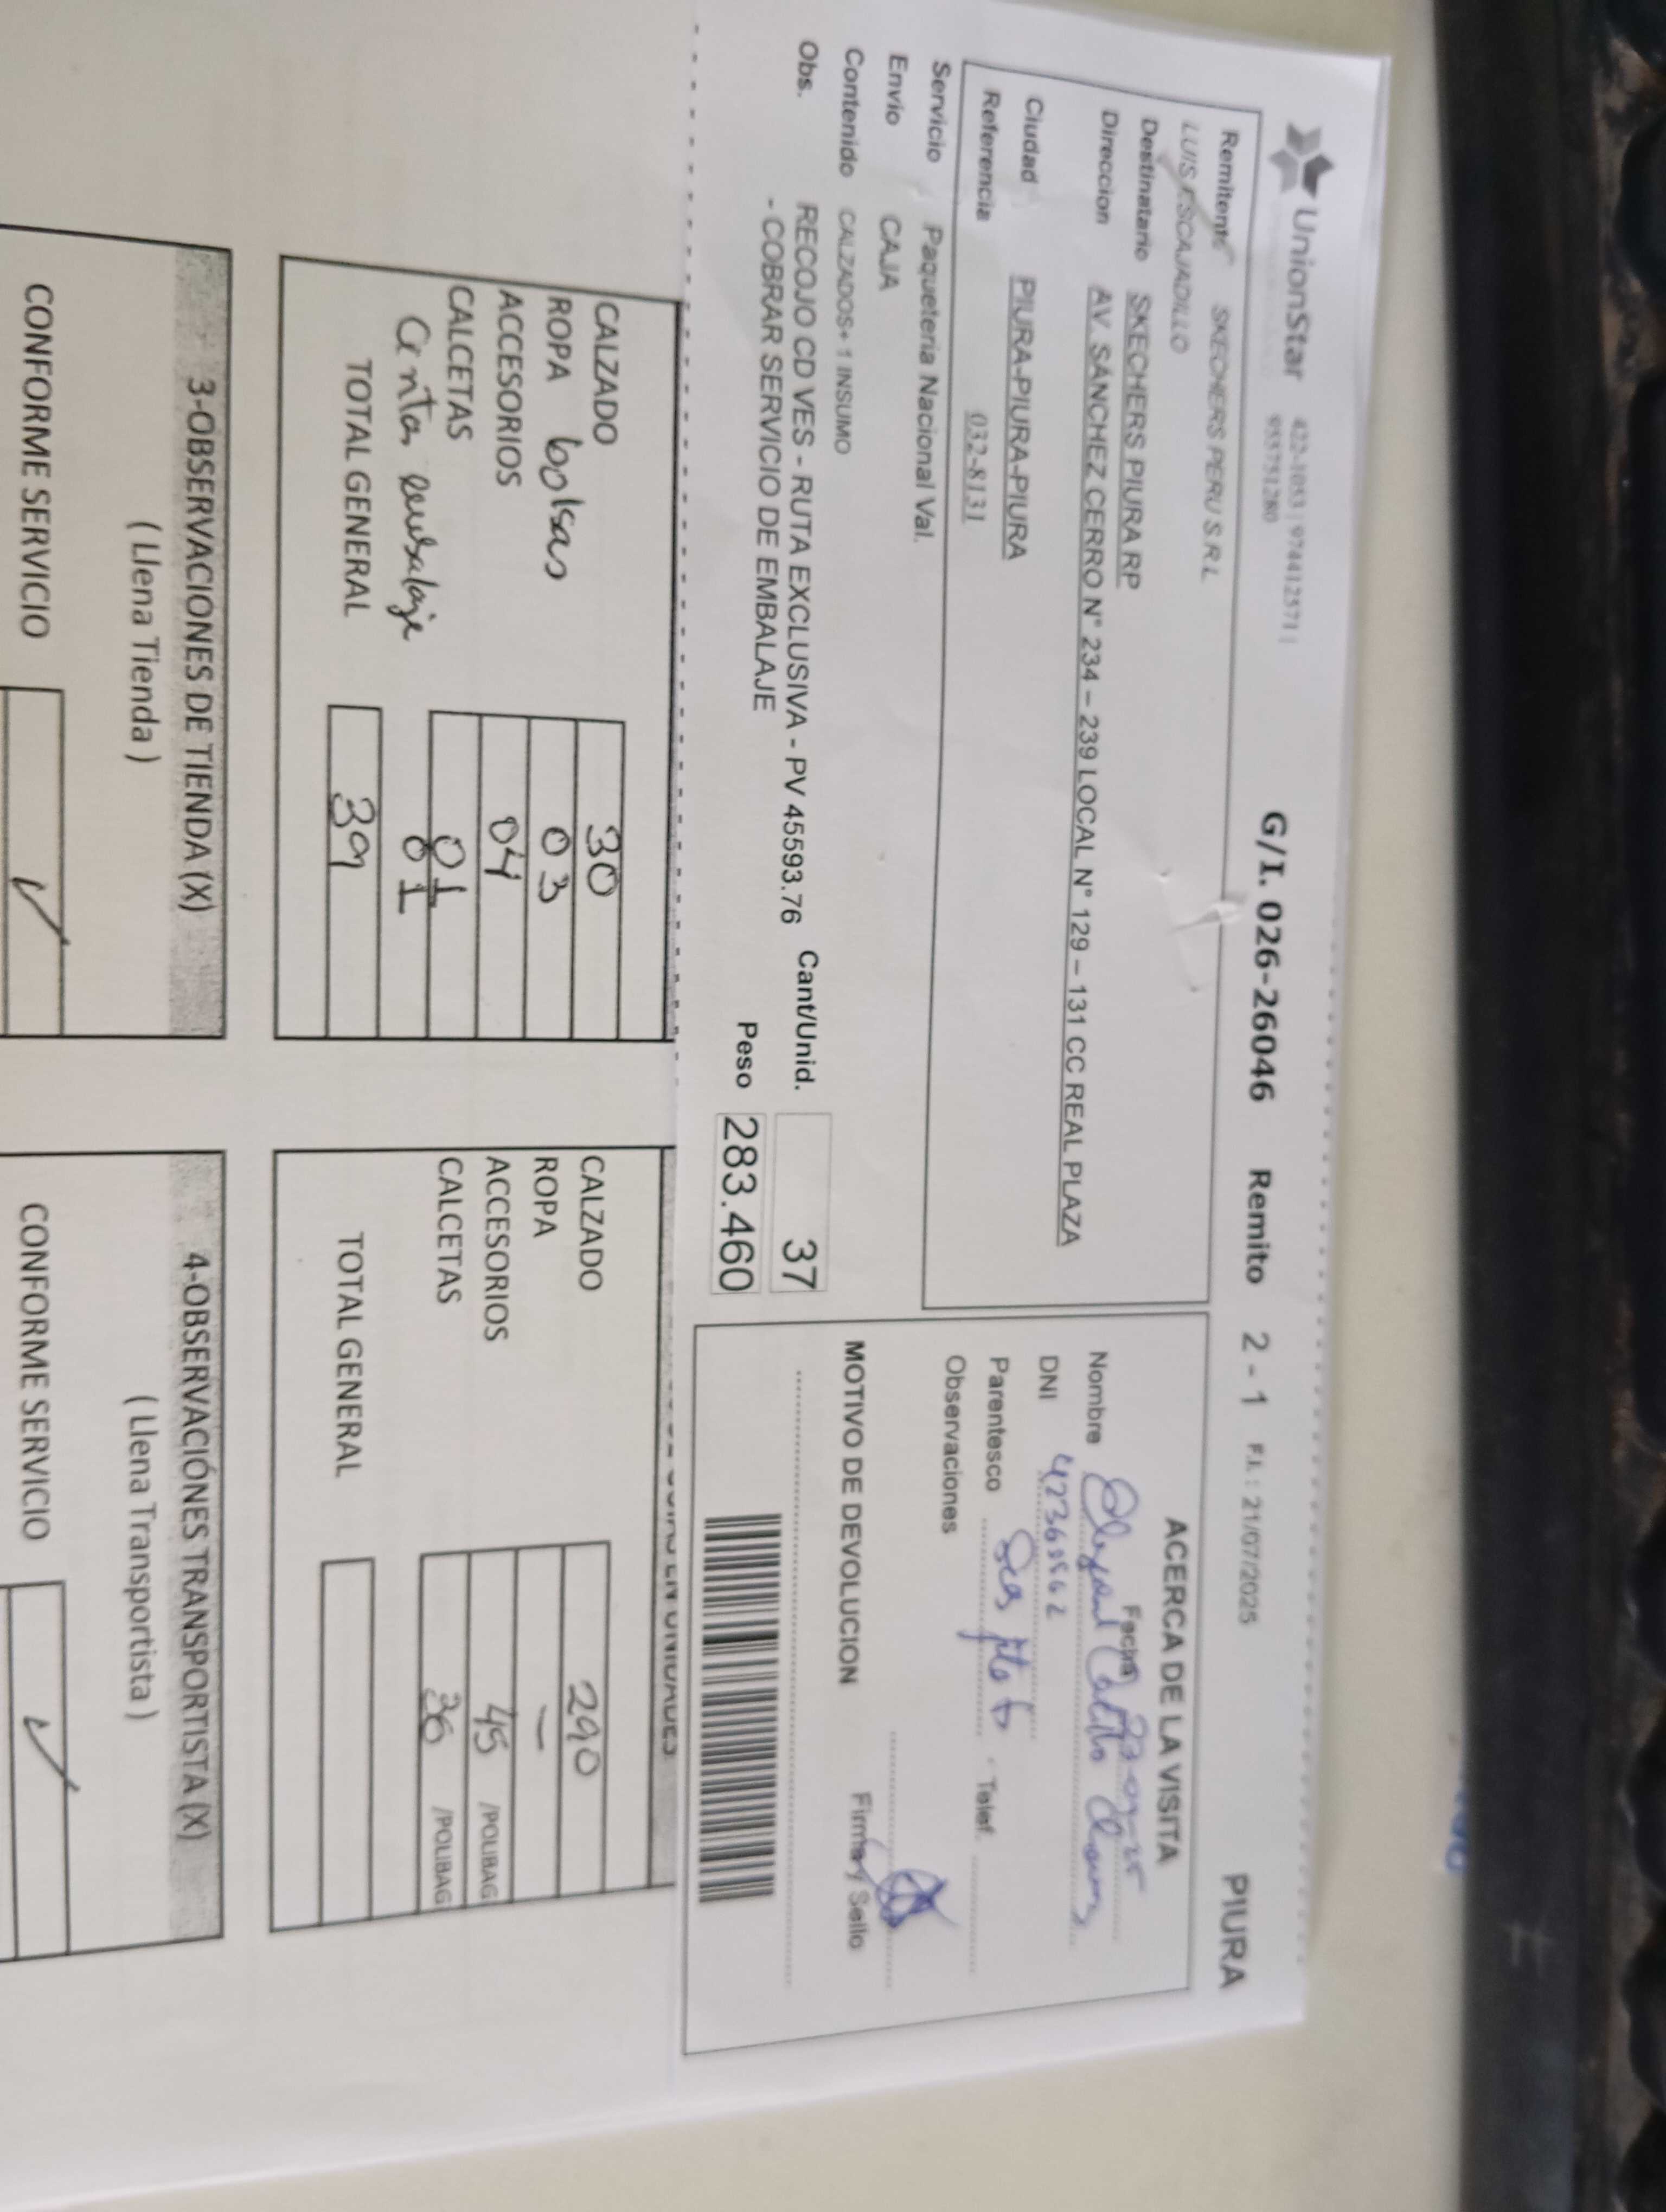 UnionStar 422-1053 | 974412571 | 955751280
G/I. 026-26046 Remito 2 - 1 F.I. : 21/07/2025 PIURA
Remitente SKECHERS PERU S.R.L
LUIS ESCAJADILLO
Destinatario SKECHERS PIURA RP
Direccion AV. SÁNCHEZ CERRO N° 234 – 239 LOCAL N° 129 – 131 CC REAL PLAZA
Ciudad PIURA-PIURA-PIURA
Referencia 032-8131
Servicio Paqueteria Nacional Val.
Envio CAJA
Contenido CALZADOS+ 1 INSUMO
Obs. RECOJO CD VES - RUTA EXCLUSIVA - PV 45593.76
- COBRAR SERVICIO DE EMBALAJE
Cant/Unid. 37
Peso 283.460
ACERCA DE LA VISITA
Fecha
Nombre
DNI
Parentesco Telef.
Observaciones
MOTIVO DE DEVOLUCION
Firma y Sello
CALZADO 30
ROPA bolsas 03
ACCESORIOS 04
CALCETAS 01
Cinta embalaje 01
TOTAL GENERAL 39
CALZADO 290
ROPA –
ACCESORIOS 45 /POLIBAG
CALCETAS 36 /POLIBAG
TOTAL GENERAL
3-OBSERVACIONES DE TIENDA (X)
( Llena Tienda )
CONFORME SERVICIO ✓
4-OBSERVACIÓNES TRANSPORTISTA (X)
( Llena Transportista )
CONFORME SERVICIO ✓